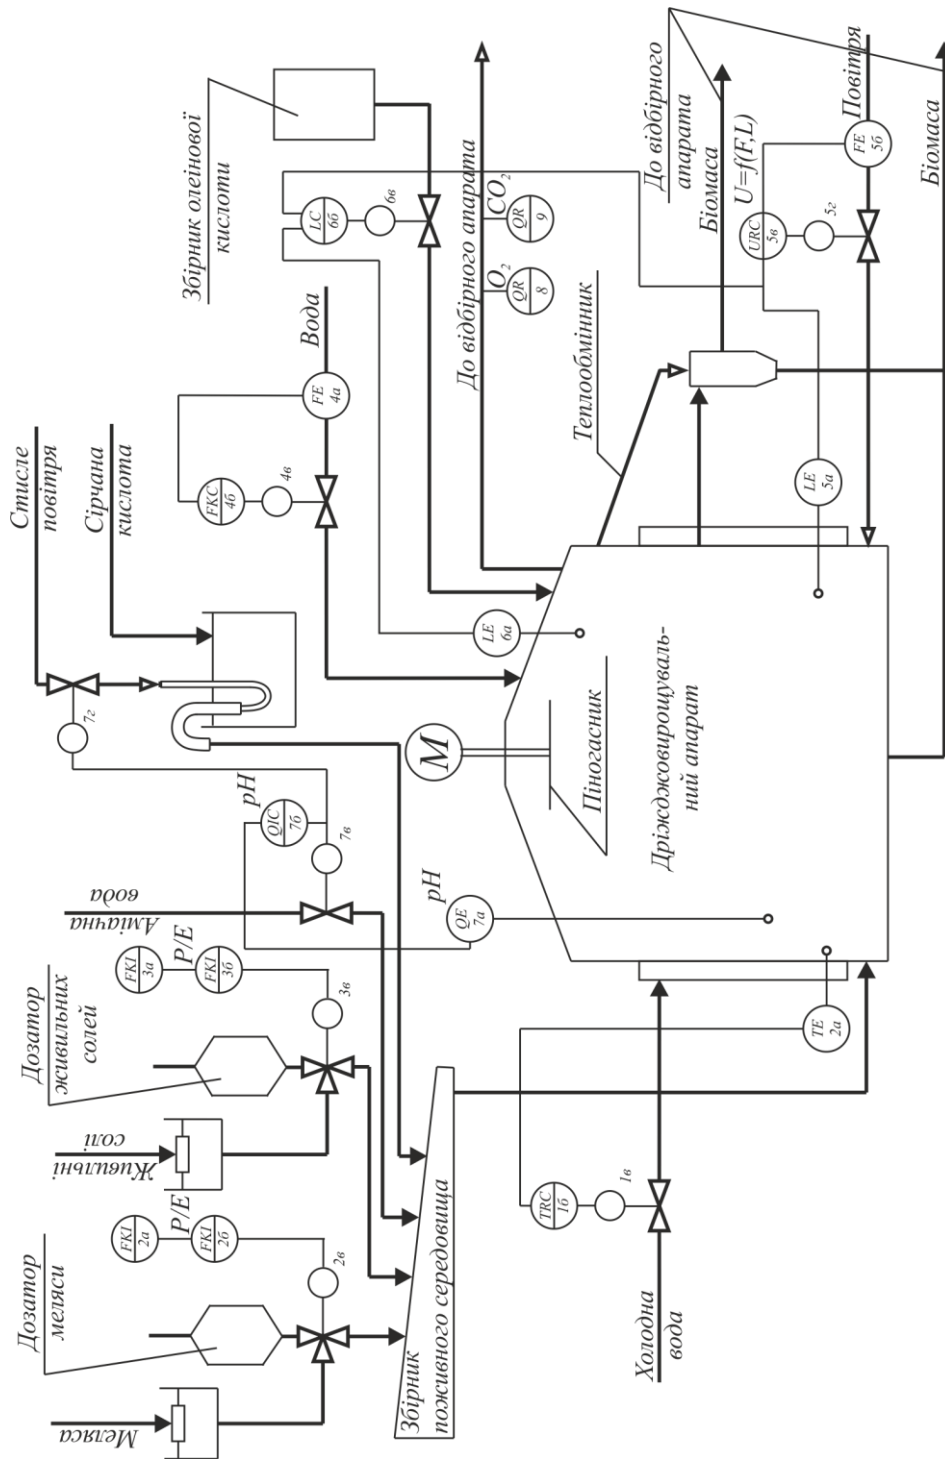 Стисле
повітря
Сірчана
кислота
Збірник олеїнової
кислоти
Вода
FE
4а
FKC
4б
4в
LC
6б
6в
До відбірного апарата
O₂
CO₂
QR
8
QR
9
До відбірного
апарата
Біомаса
U=f(F,L)
URC
5в
5г
Повітря
FE
5б
Біомаса
Теплообмінник
LE
5а
LE
6а
7г
pH
QIC
7б
7в
Аміачна
вода
M
Піногасник
Дріжджовирощуваль-
ний апарат
pH
QE
7а
TE
2а
Дозатор
живильних
солей
FKI
3а
P/E
FKI
3б
3в
Живильні
солі
Дозатор
меляси
FKI
2а
P/E
FKI
2б
2в
Меляса
Збірник
поживного середовища
TRC
1б
1в
Холодна
вода